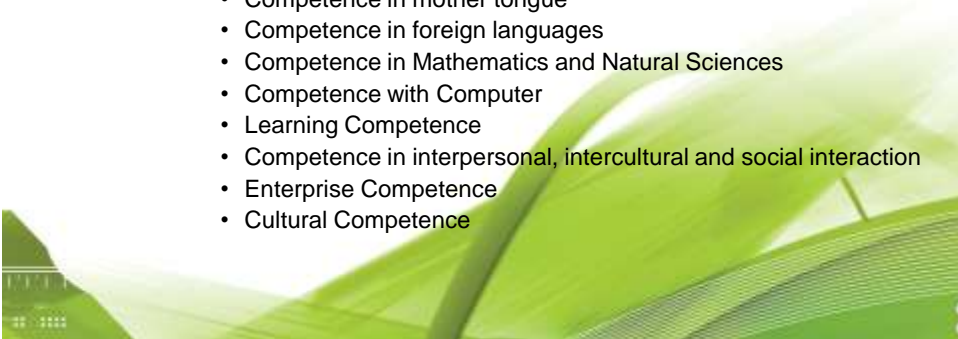 • Competence in mother tongue
• Competence in foreign languages
• Competence in Mathematics and Natural Sciences
• Competence with Computer
• Learning Competence
• Competence in interpersonal, intercultural and social interaction
• Enterprise Competence
• Cultural Competence